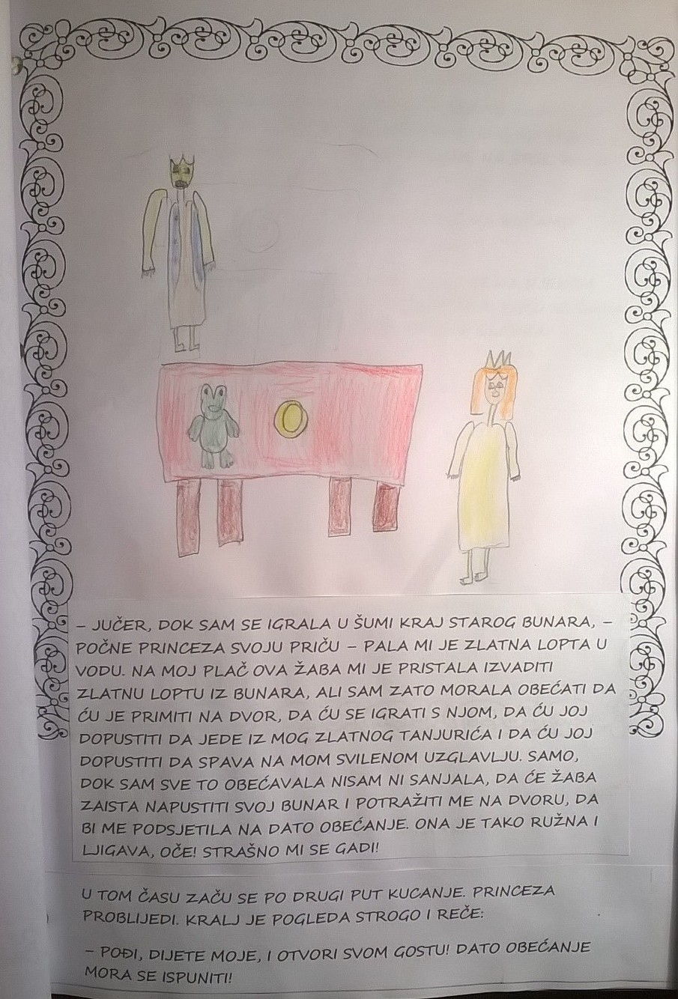 – JUČER, DOK SAM SE IGRALA U ŠUMI KRAJ STAROG BUNARA, –
POČNE PRINCEZA SVOJU PRIČU – PALA MI JE ZLATNA LOPTA U
VODU. NA MOJ PLAČ OVA ŽABA MI JE PRISTALA IZVADITI
ZLATNU LOPTU IZ BUNARA, ALI SAM ZATO MORALA OBEĆATI DA
ĆU JE PRIMITI NA DVOR, DA ĆU SE IGRATI S NJOM, DA ĆU JOJ
DOPUSTITI DA JEDE IZ MOG ZLATNOG TANJURIĆA I DA ĆU JOJ
DOPUSTITI DA SPAVA NA MOM SVILENOM UZGLAVLJU. SAMO,
DOK SAM SVE TO OBEĆAVALA NISAM NI SANJALA, DA ĆE ŽABA
ZAISTA NAPUSTITI SVOJ BUNAR I POTRAŽITI ME NA DVORU, DA
BI ME PODSJETILA NA DATO OBEĆANJE. ONA JE TAKO RUŽNA I
LJIGAVA, OČE! STRAŠNO MI SE GADI!
U TOM ČASU ZAČU SE PO DRUGI PUT KUCANJE. PRINCEZA
PROBLIJEDI. KRALJ JE POGLEDA STROGO I REČE:
– POĐI, DIJETE MOJE, I OTVORI SVOM GOSTU! DATO OBEĆANJE
MORA SE ISPUNITI!